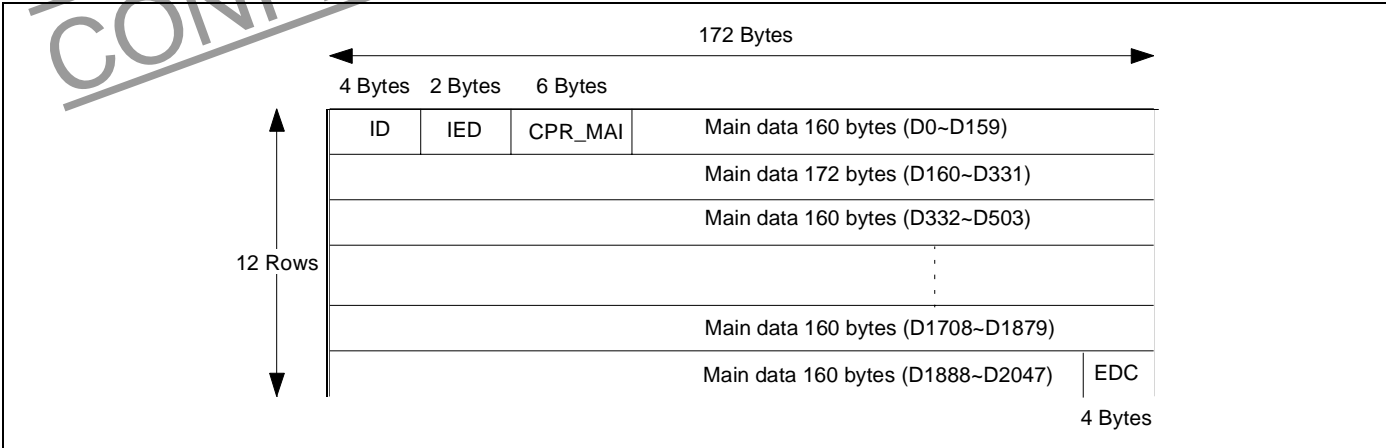 172 Bytes
4 Bytes 2 Bytes 6 Bytes
ID IED CPR_MAI Main data 160 bytes (D0~D159)
Main data 172 bytes (D160~D331)
Main data 160 bytes (D332~D503)
12 Rows
Main data 160 bytes (D1708~D1879)
Main data 160 bytes (D1888~D2047) EDC
4 Bytes